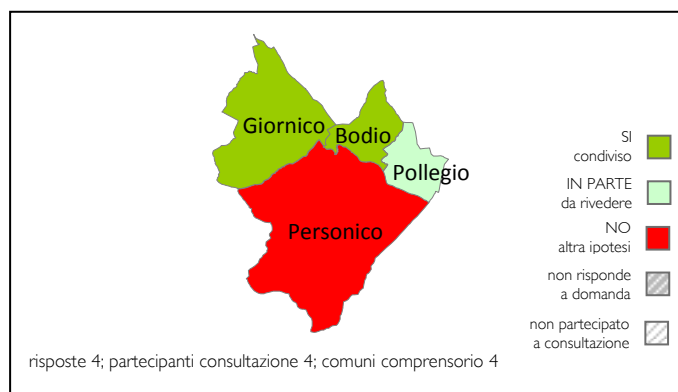 Giornico
Bodio
Pollegio
Personico
SI
condiviso
IN PARTE
da rivedere
NO
altra ipotesi
non risponde
a domanda
non partecipato
a consultazione
risposte 4; partecipanti consultazione 4; comuni comprensorio 4